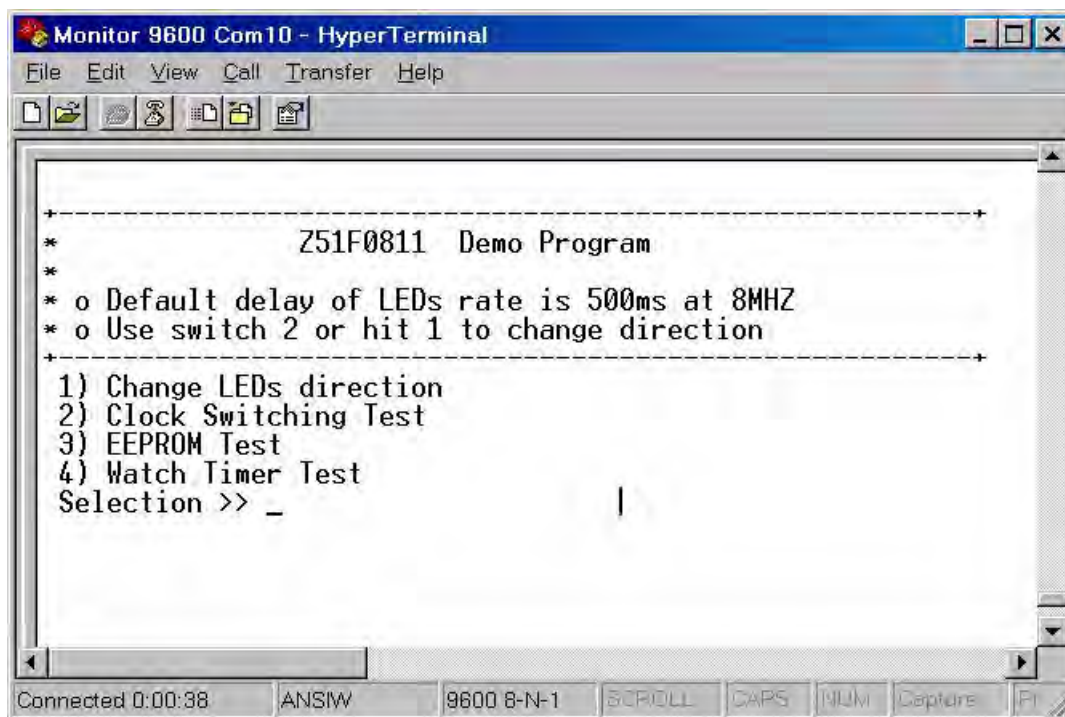 Monitor 9600 Com10 - HyperTerminal
File Edit View Call Transfer Help
+---------------------------------------------------------+
* Z51F0811 Demo Program
*
* o Default delay of LEDs rate is 500ms at 8MHZ
* o Use switch 2 or hit 1 to change direction
+---------------------------------------------------------+
1) Change LEDs direction
2) Clock Switching Test
3) EEPROM Test
4) Watch Timer Test
Selection >> _
Connected 0:00:38 ANSIW 9600 8-N-1 SCROLL CAPS NUM Capture